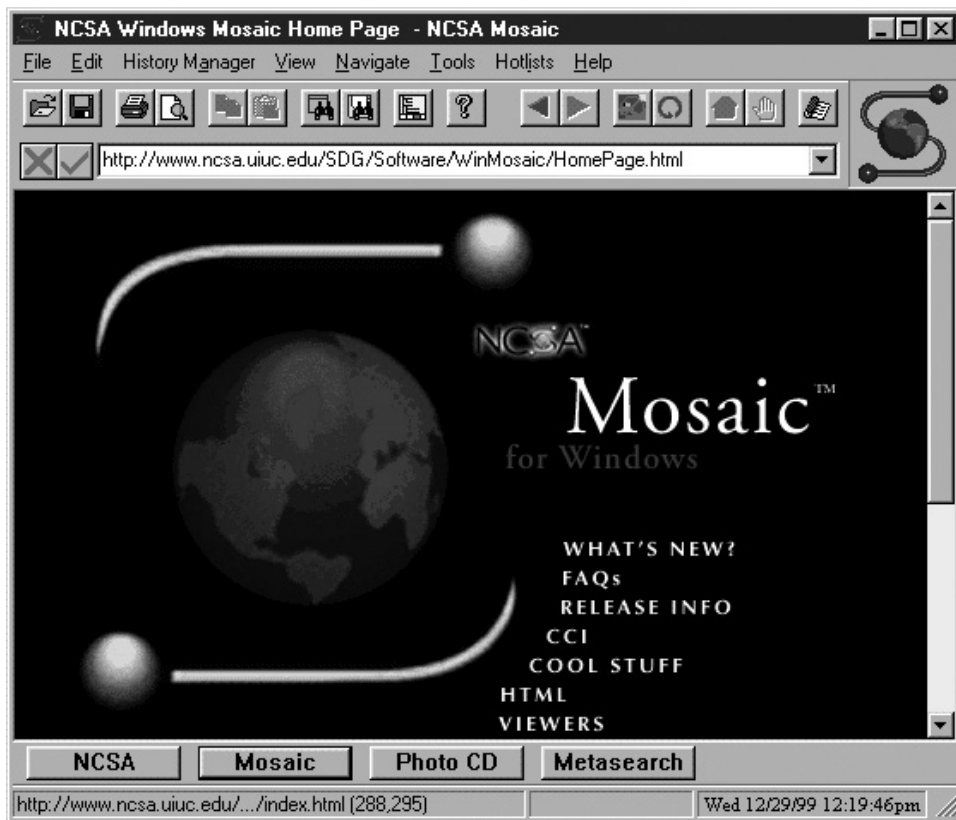 NCSA Windows Mosaic Home Page - NCSA Mosaic
File Edit History Manager View Navigate Tools Hotlists Help
http://www.ncsa.uiuc.edu/SDG/Software/WinMosaic/HomePage.html
NCSA™
Mosaic™
for Windows
WHAT'S NEW?
FAQs
RELEASE INFO
CCI
COOL STUFF
HTML
VIEWERS
NCSA Mosaic Photo CD Metasearch
http://www.ncsa.uiuc.edu/.../index.html (288,295) Wed 12/29/99 12:19:46pm